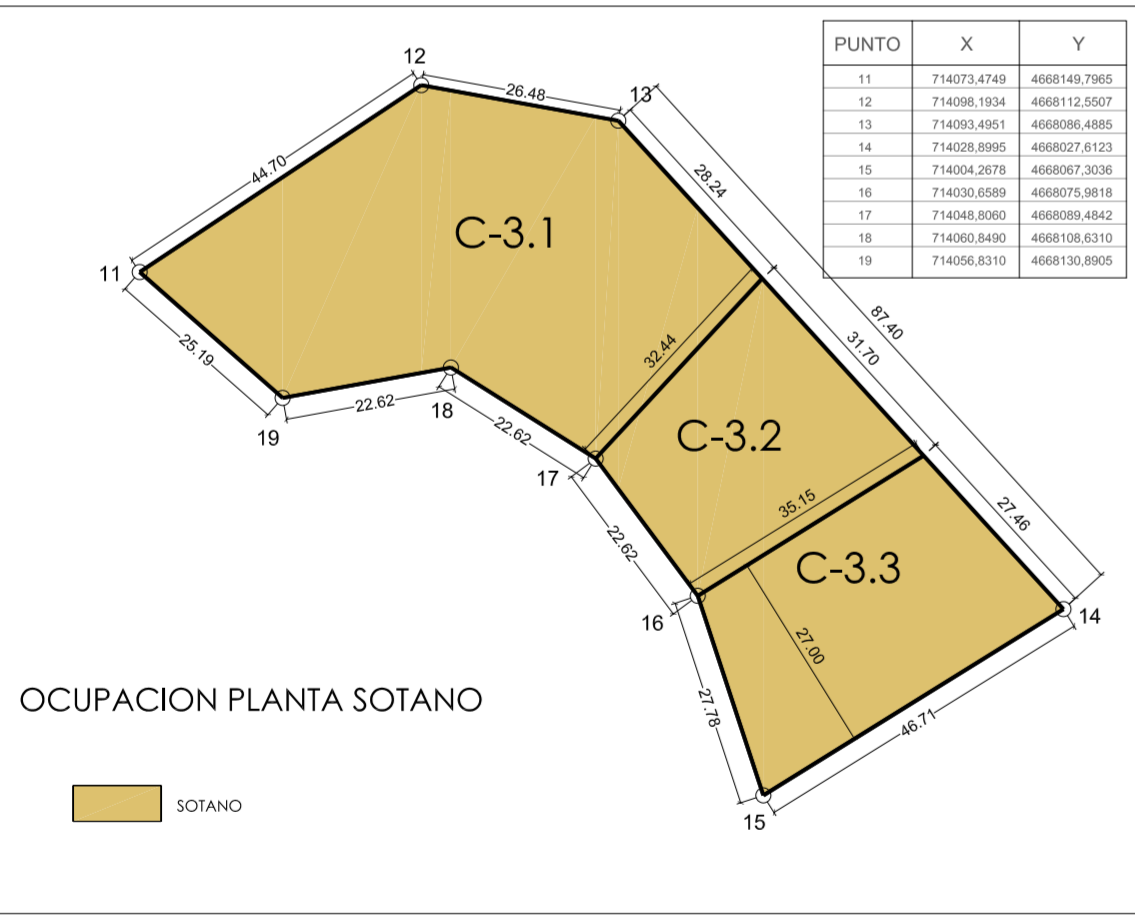 PUNTO X Y
11 714073,4749 4668149,7965
12 714098,1934 4668112,5507
13 714093,4951 4668086,4885
14 714028,8995 4668027,6123
15 714004,2678 4668067,3036
16 714030,6589 4668075,9818
17 714048,8060 4668089,4842
18 714060,8490 4668108,6310
19 714056,8310 4668130,8905
12
26.48
13
44.70
28.24
C-3.1
11
87.40
31.70
25.19
32.44
22.62
18
19
22.62
C-3.2
17
35.15
27.46
22.62
C-3.3
16
14
27.00
27.78
46.71
15
OCUPACION PLANTA SOTANO
SOTANO